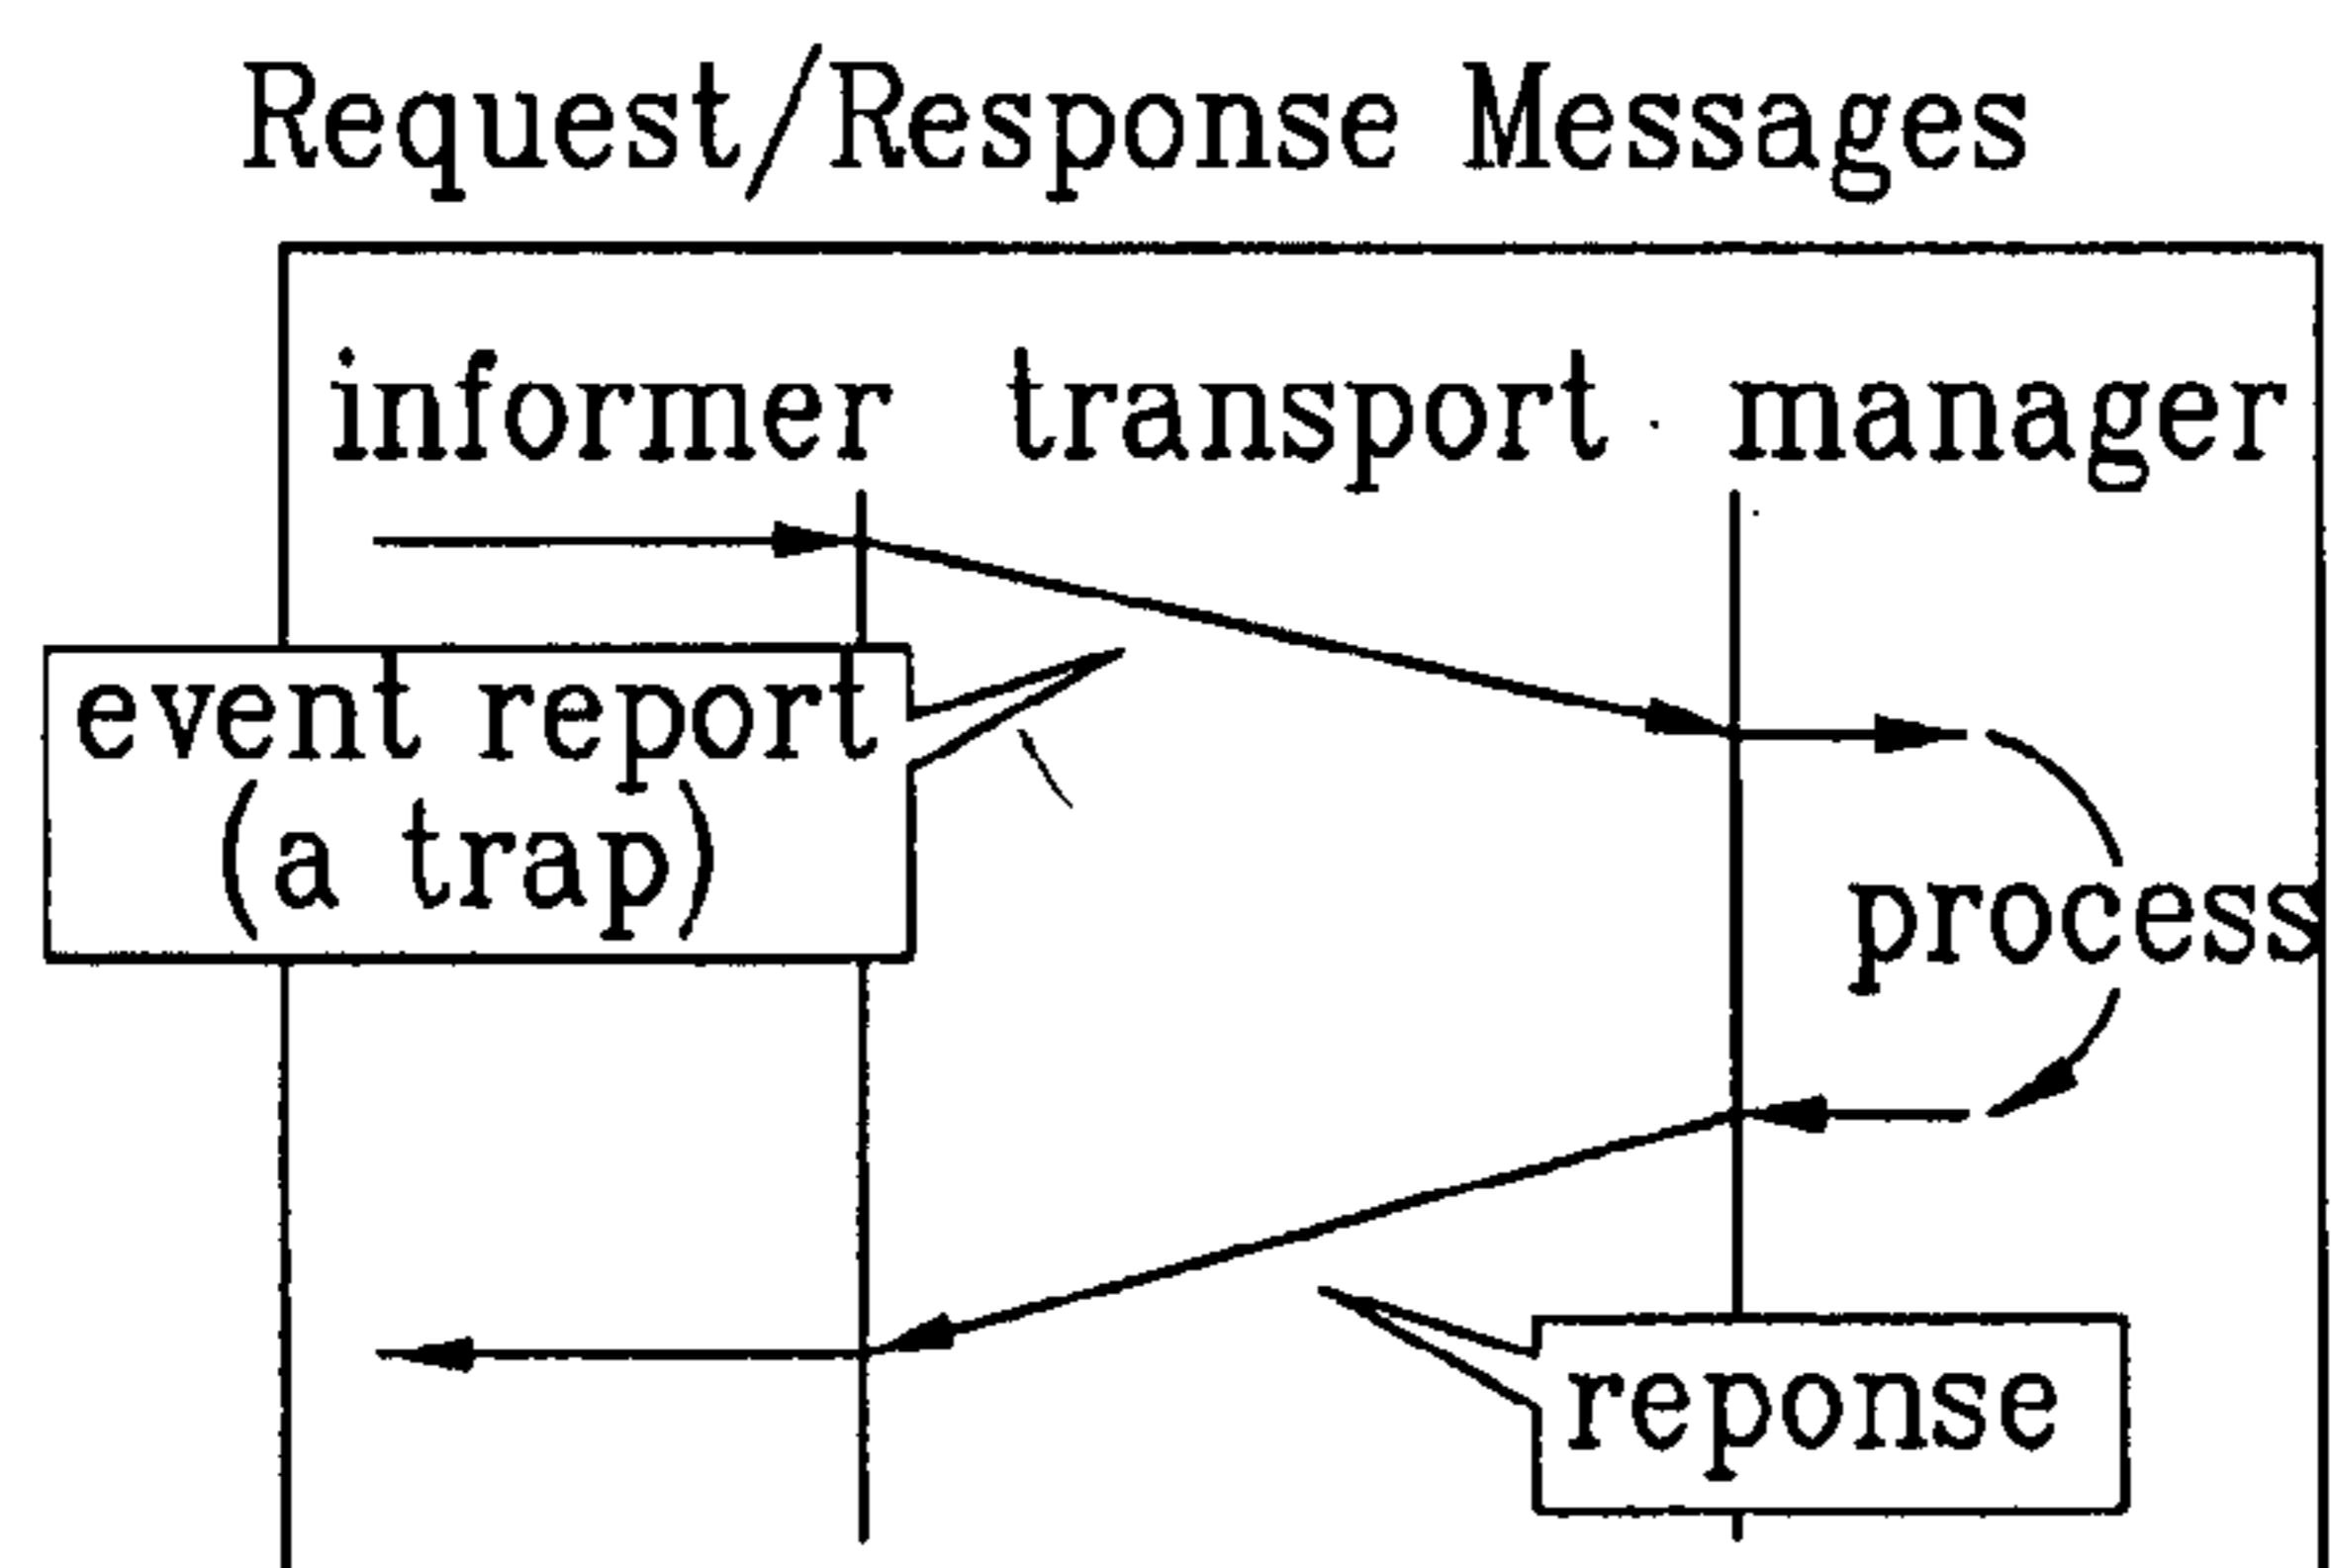 Request/Response Messages
informer transport manager
event report
(a trap)
process
reponse